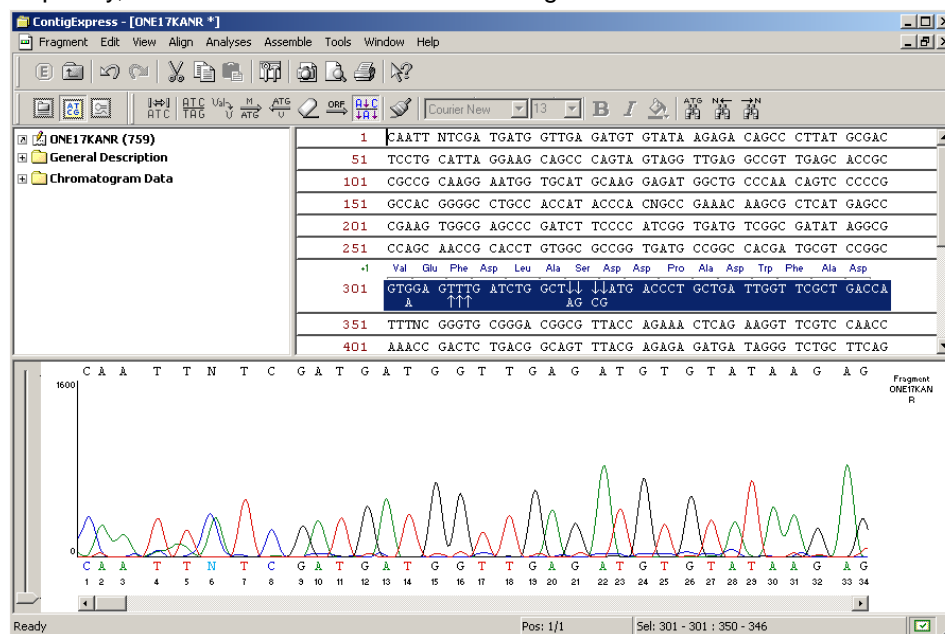 ContigExpress - [ONE17KANR *]
Fragment Edit View Align Analyses Assemble Tools Window Help
Courier New 13 B I
ONE17KANR (759)
General Description
Chromatogram Data
1 CAATT NTCGA TGATG GTTGA GATGT GTATA AGAGA CAGCC CTTAT GCGAC
51 TCCTG CATTA GGAAG CAGCC CAGTA GTAGG TTGAG GCCGT TGAGC ACCGC
101 CGCCG CAAGG AATGG TGCAT GCAAG GAGAT GGCTG CCCAA CAGTC CCCCG
151 GCCAC GGGGC CTGCC ACCAT ACCCA CNGCC GAAAC AAGCG CTCAT GAGCC
201 CGAAG TGGCG AGCCC GATCT TCCCC ATCGG TGATG TCGGC GATAT AGGCG
251 CCAGC AACCG CACCT GTGGC GCCGG TGATG CCGGC CACGA TGCGT CCGGC
+1 Val Glu Phe Asp Leu Ala Ser Asp Asp Pro Ala Asp Trp Phe Ala Asp
301 GTGGA GTTTG ATCTG GCT↓↓ ↓↓ATG ACCCT GCTGA TTGGT TCGCT GACCA
A ↑↑↑ AG CG
351 TTTNC GGGTG CGGGA CGGCG TTACC AGAAA CTCAG AAGGT TCGTC CAACC
401 AAACC GACTC TGACG GCAGT TTACG AGAGA GATGA TAGGG TCTGC TTCAG
C A A T T N T C G A T G A T G G T T G A G A T G T G T A T A A G A G
Fragment
ONE17KAN
R
1600
0
C A A T T N T C G A T G A T G G T T G A G A T G T G T A T A A G A G
1 2 3 4 5 6 7 8 9 10 11 12 13 14 15 16 17 18 19 20 21 22 23 24 25 26 27 28 29 30 31 32 33 34
Ready Pos: 1/1 Sel: 301 - 301 : 350 - 346